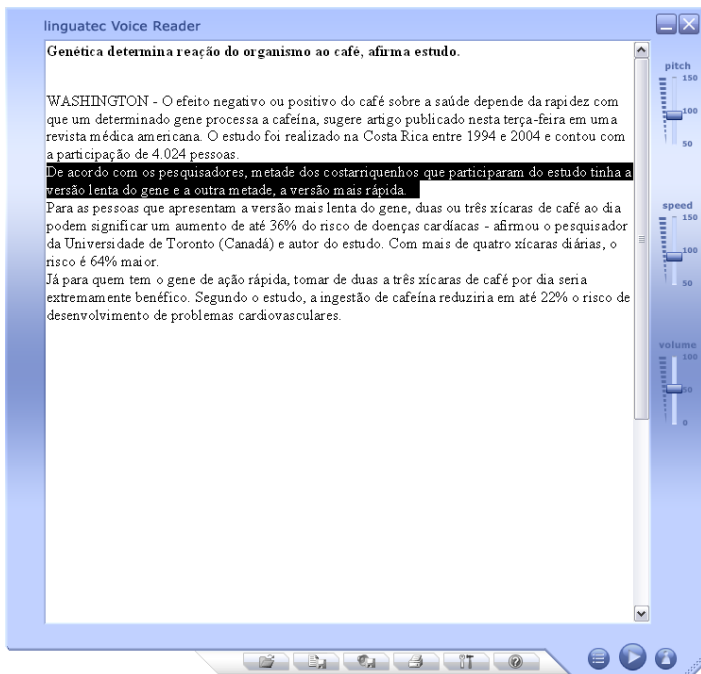 linguatec Voice Reader
Genética determina reação do organismo ao café, afirma estudo.
WASHINGTON - O efeito negativo ou positivo do café sobre a saúde depende da rapidez com
que um determinado gene processa a cafeína, sugere artigo publicado nesta terça-feira em uma
revista médica americana. O estudo foi realizado na Costa Rica entre 1994 e 2004 e contou com
a participação de 4.024 pessoas.
De acordo com os pesquisadores, metade dos costarriquenhos que participaram do estudo tinha a
versão lenta do gene e a outra metade, a versão mais rápida.
Para as pessoas que apresentam a versão mais lenta do gene, duas ou três xícaras de café ao dia
podem significar um aumento de até 36% do risco de doenças cardíacas - afirmou o pesquisador
da Universidade de Toronto (Canadá) e autor do estudo. Com mais de quatro xícaras diárias, o
risco é 64% maior.
Já para quem tem o gene de ação rápida, tomar de duas a três xícaras de café por dia seria
extremamente benéfico. Segundo o estudo, a ingestão de cafeína reduziria em até 22% o risco de
desenvolvimento de problemas cardiovasculares.
pitch
150
100
50
speed
150
100
50
volume
100
50
0